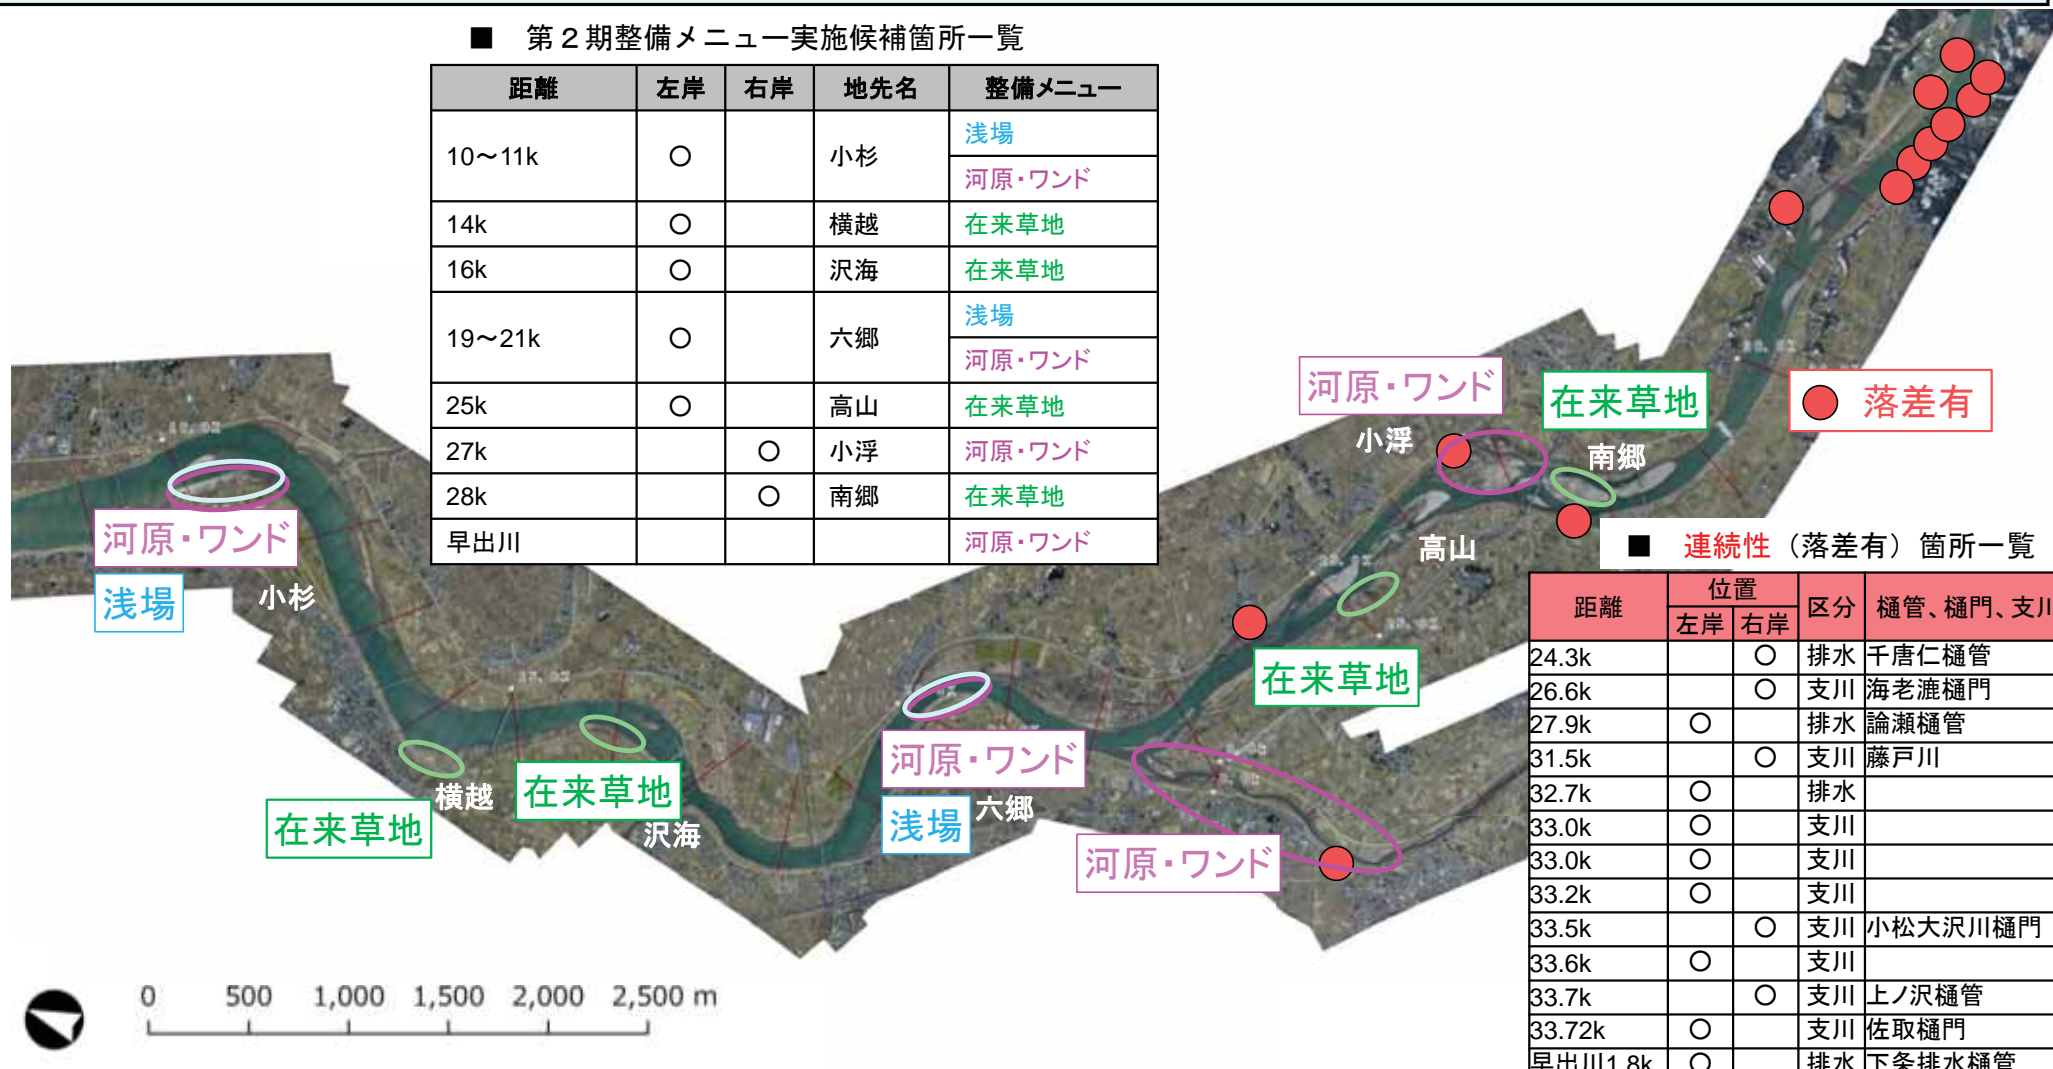 ■ 第２期整備メニュー実施候補箇所一覧
距離 左岸 右岸 地先名 整備メニュー
10～11k ○ 小杉 浅場
河原・ワンド
14k ○ 横越 在来草地
16k ○ 沢海 在来草地
19～21k ○ 六郷 浅場
河原・ワンド
25k ○ 高山 在来草地
27k ○ 小浮 河原・ワンド
28k ○ 南郷 在来草地
早出川 河原・ワンド
河原・ワンド
浅場
小杉
在来草地
横越
在来草地
沢海
河原・ワンド
浅場
六郷
河原・ワンド
在来草地
高山
河原・ワンド
小浮
在来草地
南郷
落差有
■ 連続性（落差有）箇所一覧
距離 位置 区分 樋管、樋門、支川
左岸 右岸
24.3k ○ 排水 千唐仁樋管
26.6k ○ 支川 海老漉樋門
27.9k ○ 排水 論瀬樋管
31.5k ○ 支川 藤戸川
32.7k ○ 排水
33.0k ○ 支川
33.0k ○ 支川
33.2k ○ 支川
33.5k ○ 支川 小松大沢川樋門
33.6k ○ 支川
33.7k ○ 支川 上ノ沢樋管
33.72k ○ 支川 佐取樋門
早出川1.8k ○ 排水 下条排水樋管
0 500 1,000 1,500 2,000 2,500 m